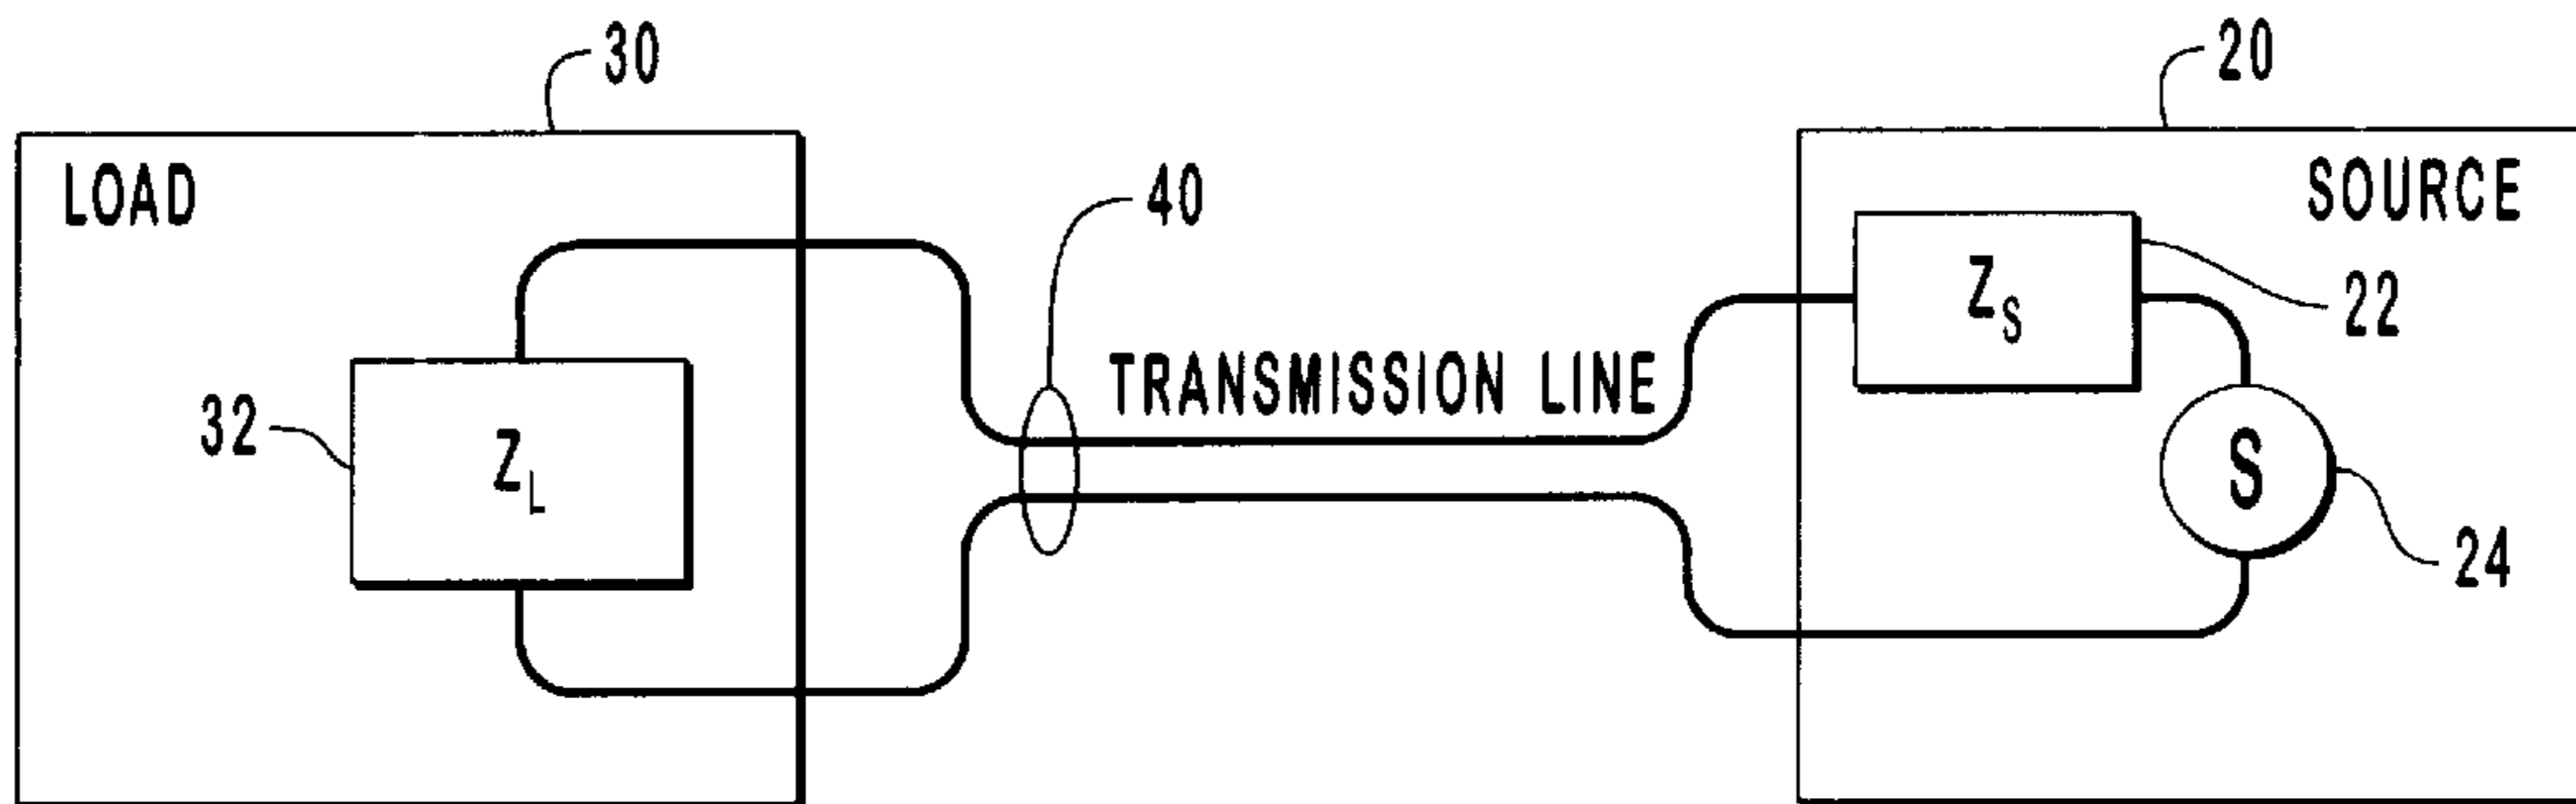 30
20
LOAD
40
SOURCE
Z_S
22
TRANSMISSION LINE
32
Z_L
S
24